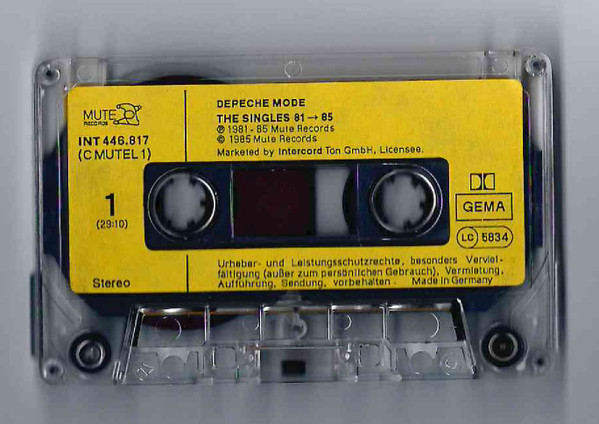 MUTE
RECORDS
INT 446.817
(C MUTEL 1)
DEPECHE MODE
THE SINGLES 81 → 85
℗ 1981 - 85 Mute Records
© 1985 Mute Records
Marketed by Intercord Ton GmbH, Licensee.
1
(29:10)
GEMA
LC 5834
Stereo
Urheber- und Leistungsschutzrechte, besondersVerviel-
fältigung (außer zum persönlichen Gebrauch), Vermietung,
Aufführung, Sendung, vorbehalten. Made in Germany